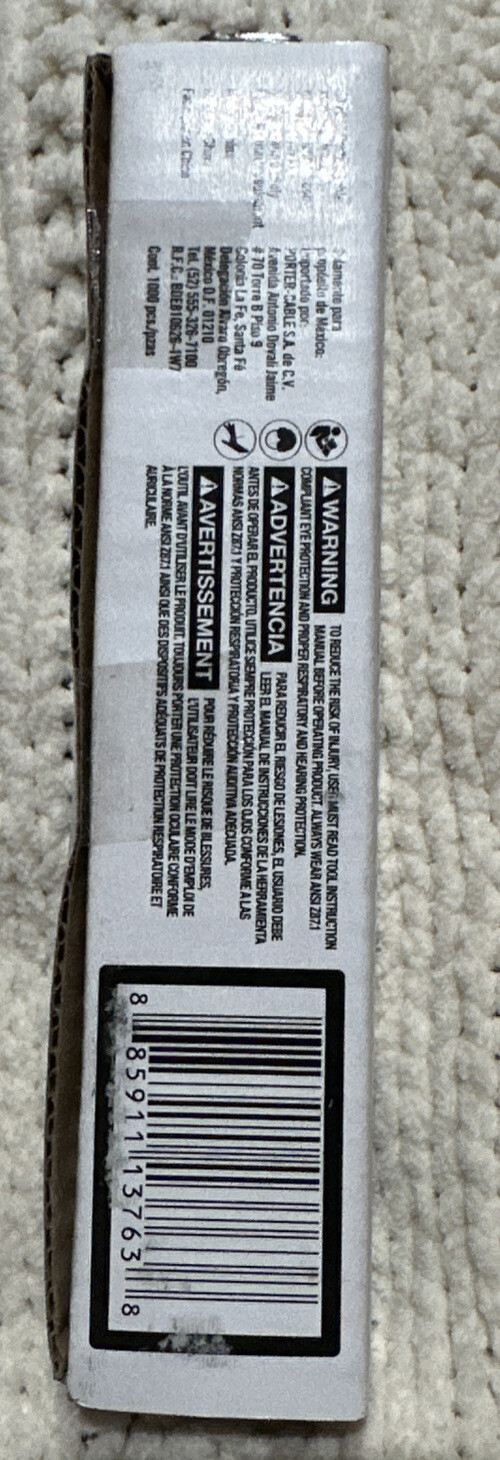 Solamente para
propósito de México:
Importado por:
PORTER-CABLE S.A. de C.V.
Avenida Antonio Dovali Jaime
# 70 Torre B Piso 9
Colonia La Fe, Santa Fé
Delegación Alvaro Obregón,
México D.F. 01210
Tel. (52) 555-326-7100
R.F.C.: BDE810626-1W7
Cont. 1000 pcs./pzas
⚠WARNING TO REDUCE THE RISK OF INJURY, USER MUST READ TOOL INSTRUCTION
MANUAL BEFORE OPERATING PRODUCT. ALWAYS WEAR ANSI Z87.1
COMPLIANT EYE PROTECTION AND PROPER RESPIRATORY AND HEARING PROTECTION.
⚠ADVERTENCIA PARA REDUCIR EL RIESGO DE LESIONES, EL USUARIO DEBE
LEER EL MANUAL DE INSTRUCCIONES DE LA HERRAMIENTA
ANTES DE OPERAR EL PRODUCTO. UTILICE SIEMPRE PROTECCIÓN PARA LOS OJOS CONFORME A LAS
NORMAS ANSI Z87.1 Y PROTECCIÓN RESPIRATORIA Y PROTECCIÓN AUDITIVA ADECUADA.
⚠AVERTISSEMENT POUR RÉDUIRE LE RISQUE DE BLESSURES,
L'UTILISATEUR DOIT LIRE LE MODE D'EMPLOI DE
L'OUTIL AVANT D'UTILISER LE PRODUIT. TOUJOURS PORTER UNE PROTECTION OCULAIRE CONFORME
À LA NORME ANSI Z87.1 AINSI QUE DES DISPOSITIFS ADÉQUATS DE PROTECTION RESPIRATOIRE ET
AURICULAIRE.
8 85911 13763 8